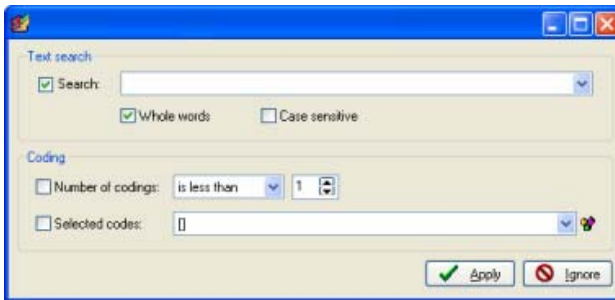 Text search
Search:
Whole words Case sensitive
Coding
Number of codings: is less than 1
Selected codes: []
Apply Ignore